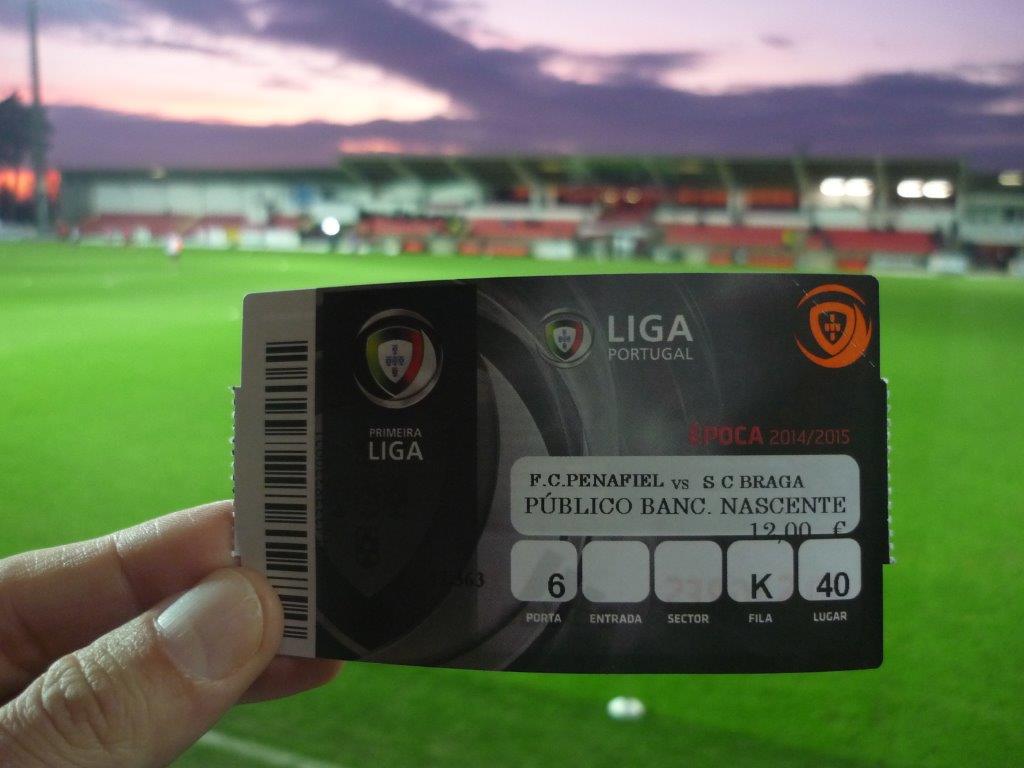 PRIMEIRA
LIGA
LIGA
PORTUGAL
ÉPOCA 2014/2015
F.C.PENAFIEL vs S C BRAGA
PÚBLICO BANC. NASCENTE
12,00 €
6 K 40
PORTA ENTRADA SECTOR FILA LUGAR